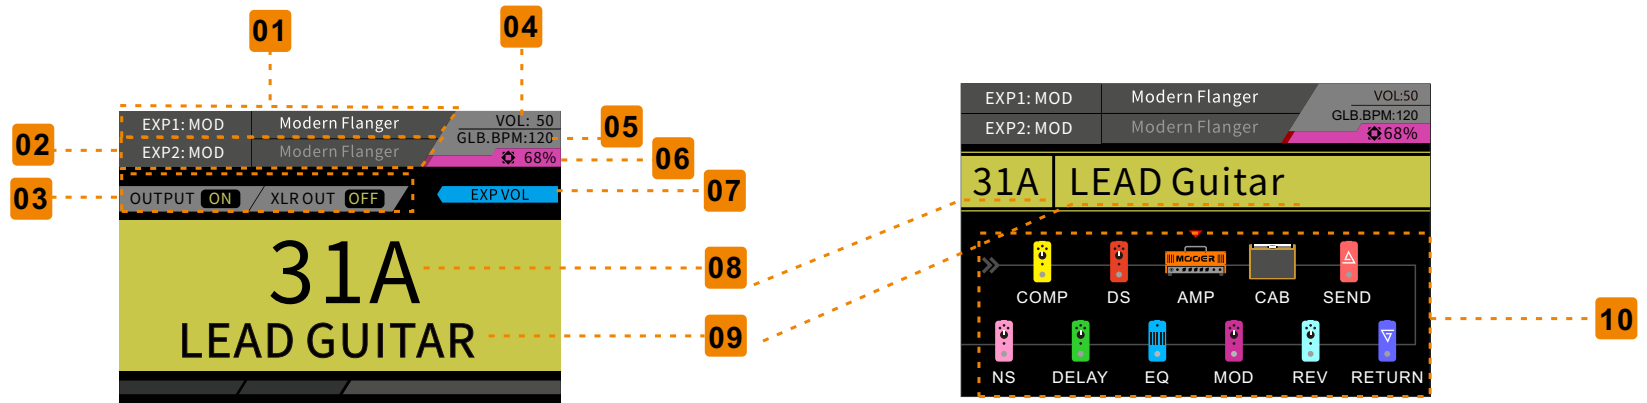 01
04
02
03
05
06
07
08
09
10
EXP1: MOD Modern Flanger VOL: 50
GLB.BPM:120
EXP2: MOD Modern Flanger 68%
OUTPUT ON XLR OUT OFF EXP VOL
31A
LEAD GUITAR
EXP1: MOD Modern Flanger VOL:50
GLB.BPM:120
EXP2: MOD Modern Flanger 68%
31A LEAD Guitar
MOOER
COMP DS AMP CAB SEND
NS DELAY EQ MOD REV RETURN